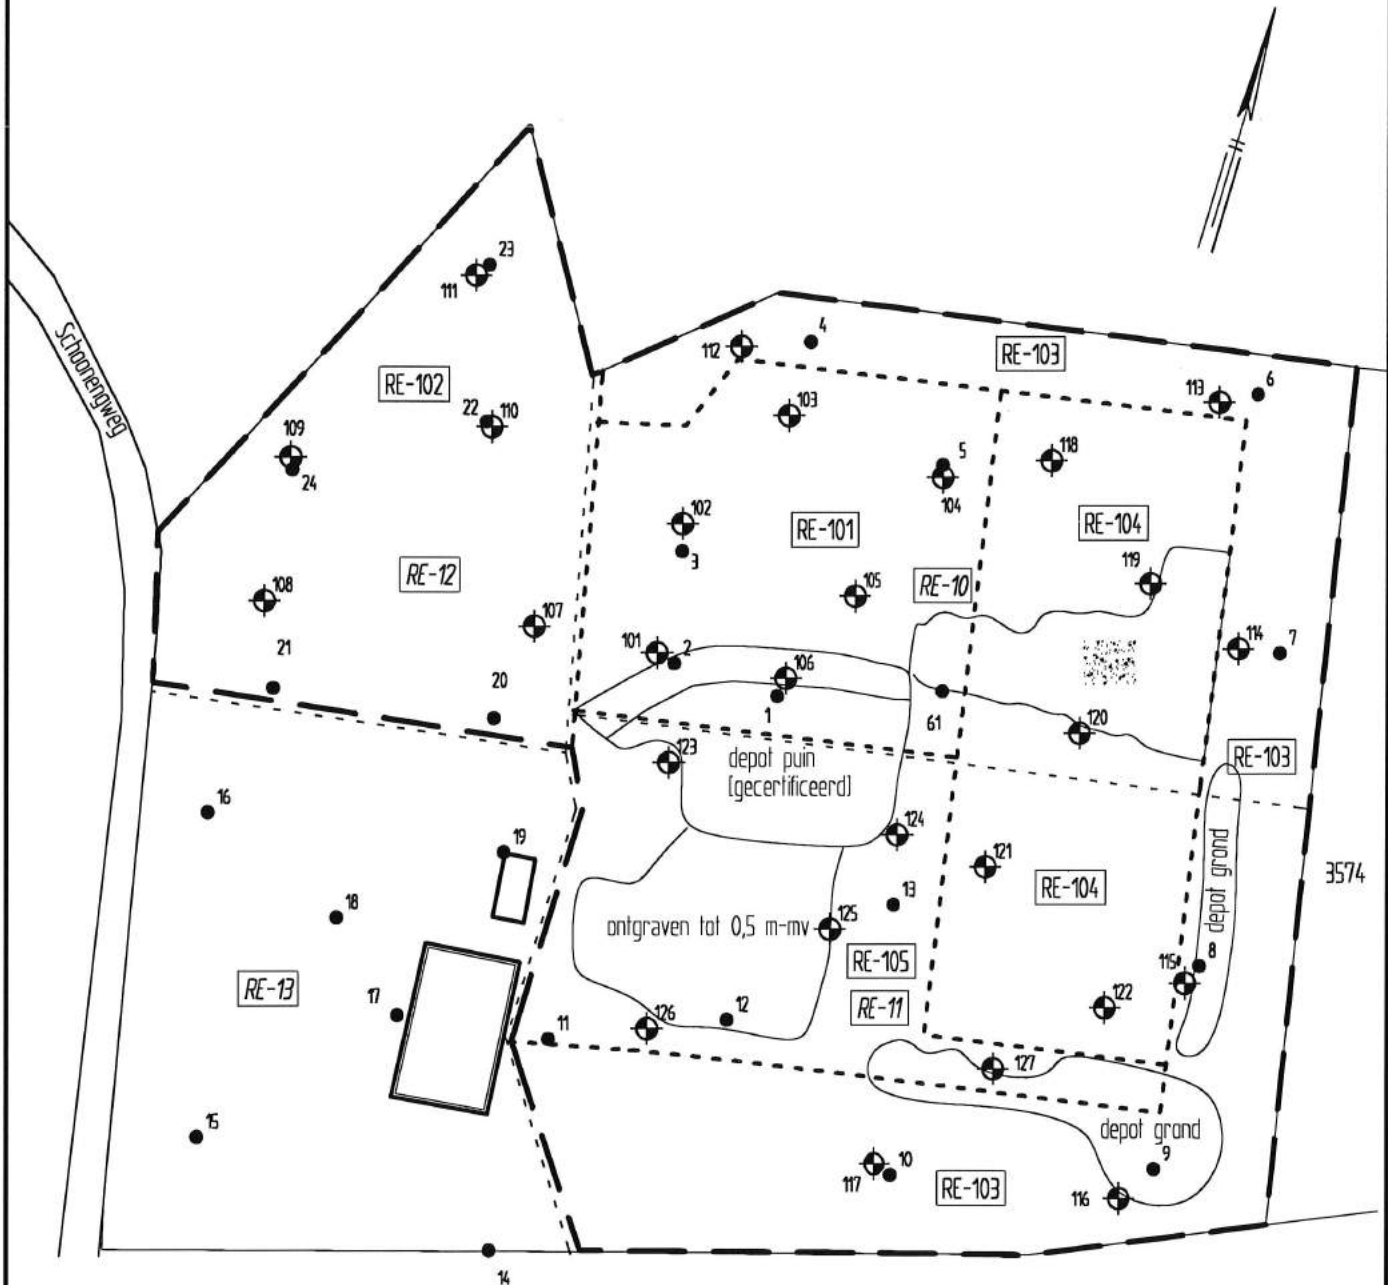 Schoonengweg
23
111
4
112
RE-103
6
113
RE-102
22
110
103
109
24
5
104
118
102
3
RE-101
RE-104
119
RE-12
108
107
105
RE-10
21
101
2
106
114
7
20
1
61
120
123
depot puin
(gecertificeerd)
RE-103
16
19
124
121
depot grond
3574
18
13
RE-104
ontgraven tot 0,5 m-mv
125
RE-105
RE-13
115
8
17
RE-11
122
126
12
11
127
15
depot grond
117
10
9
RE-103
116
14